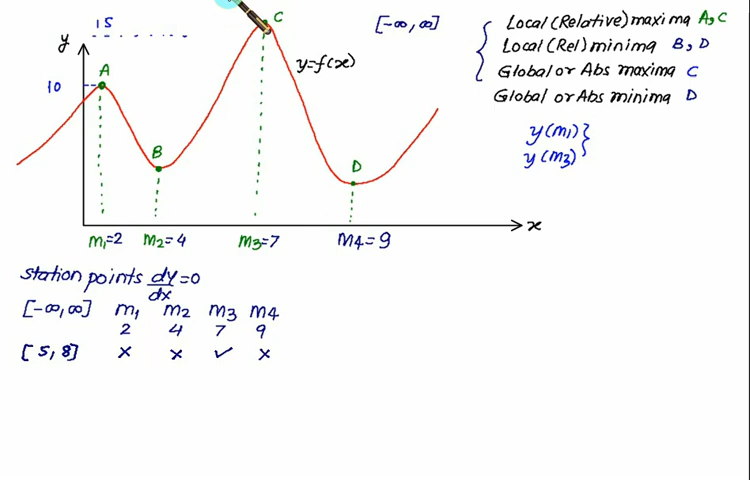 15
y
C
[-∞,∞]
Local(Relative)maxima A,C
Local(Rel)minima B, D
Global or Abs maxima C
Global or Abs minima D
y=f(x)
A
10
y(m1)
y(m3)
B
D
x
m1=2 m2=4 m3=7 m4=9
station points dy/dx=0
[-∞,∞] m1 m2 m3 m4
2 4 7 9
[5,8] × × ✓ ×